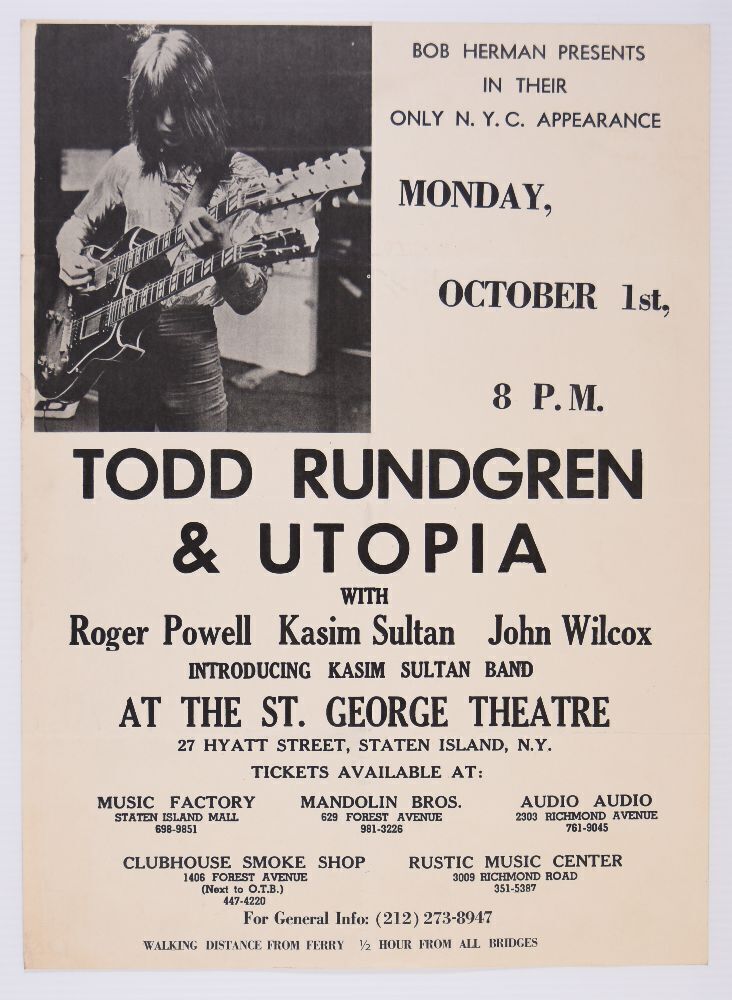 BOB HERMAN PRESENTS
IN THEIR
ONLY N.Y.C. APPEARANCE
MONDAY,
OCTOBER 1st,
8 P.M.
TODD RUNDGREN
& UTOPIA
WITH
Roger Powell Kasim Sultan John Wilcox
INTRODUCING KASIM SULTAN BAND
AT THE ST. GEORGE THEATRE
27 HYATT STREET, STATEN ISLAND, N.Y.
TICKETS AVAILABLE AT:
MUSIC FACTORY
STATEN ISLAND MALL
698-9851
MANDOLIN BROS.
629 FOREST AVENUE
981-3226
AUDIO AUDIO
2303 RICHMOND AVENUE
761-9045
CLUBHOUSE SMOKE SHOP
1406 FOREST AVENUE
(Next to O.T.B.)
447-4220
RUSTIC MUSIC CENTER
3009 RICHMOND ROAD
351-5387
For General Info: (212) 273-8947
WALKING DISTANCE FROM FERRY ½ HOUR FROM ALL BRIDGES